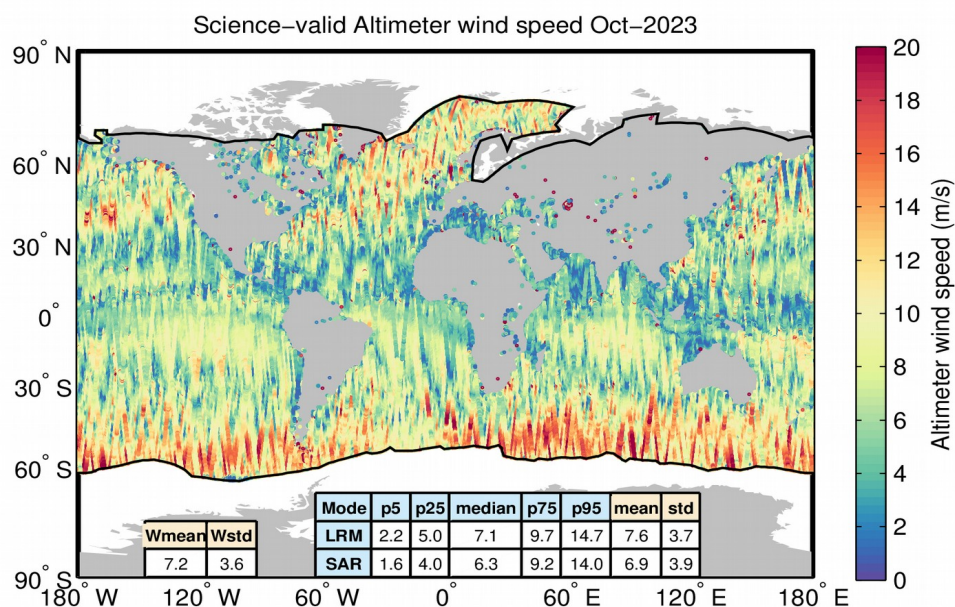 Science−valid Altimeter wind speed Oct−2023
90° N
60° N
30° N
0°
30° S
60° S
90° S
180° W 120° W 60° W 0° 60° E 120° E 180° E
Wmean Wstd
7.2 3.6
Mode p5 p25 median p75 p95 mean std
LRM 2.2 5.0 7.1 9.7 14.7 7.6 3.7
SAR 1.6 4.0 6.3 9.2 14.0 6.9 3.9
20
18
16
14
12
10
8
6
4
2
0
Altimeter wind speed (m/s)